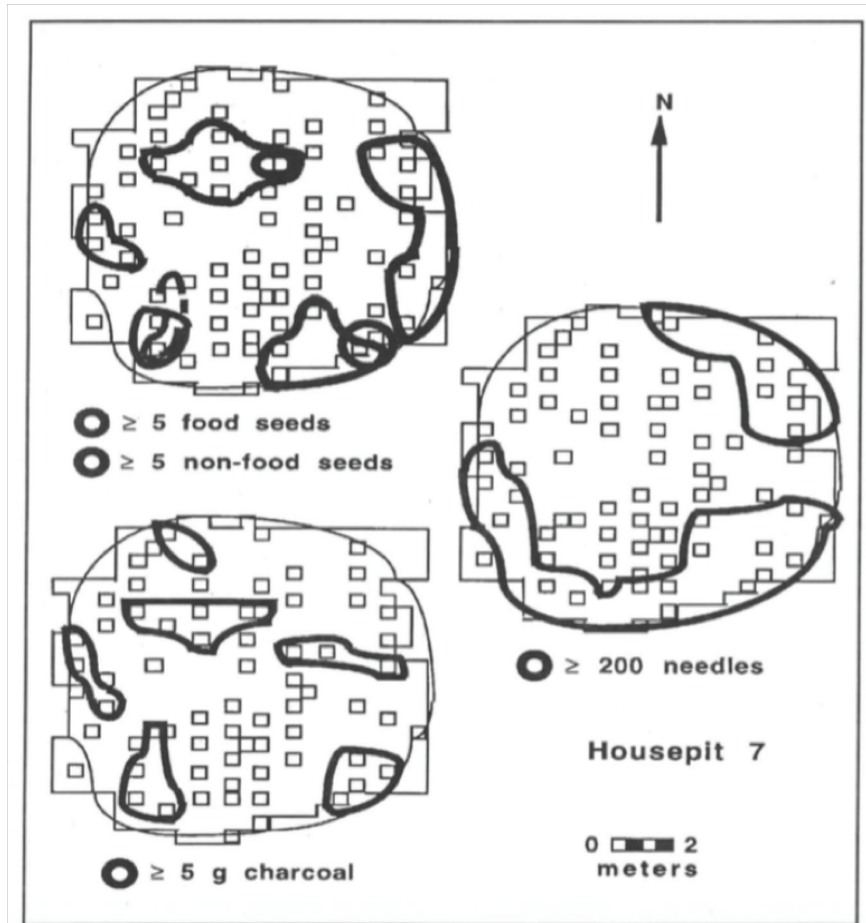 N
≥ 5 food seeds
≥ 5 non-food seeds
≥ 200 needles
Housepit 7
≥ 5 g charcoal
0 2
meters